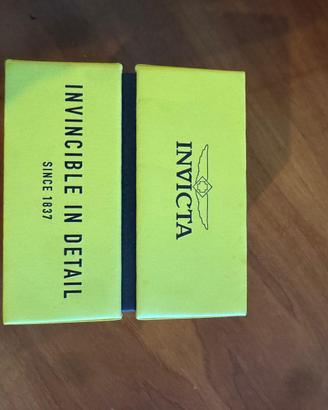 INVICTA
INVINCIBLE IN DETAIL
SINCE 1837